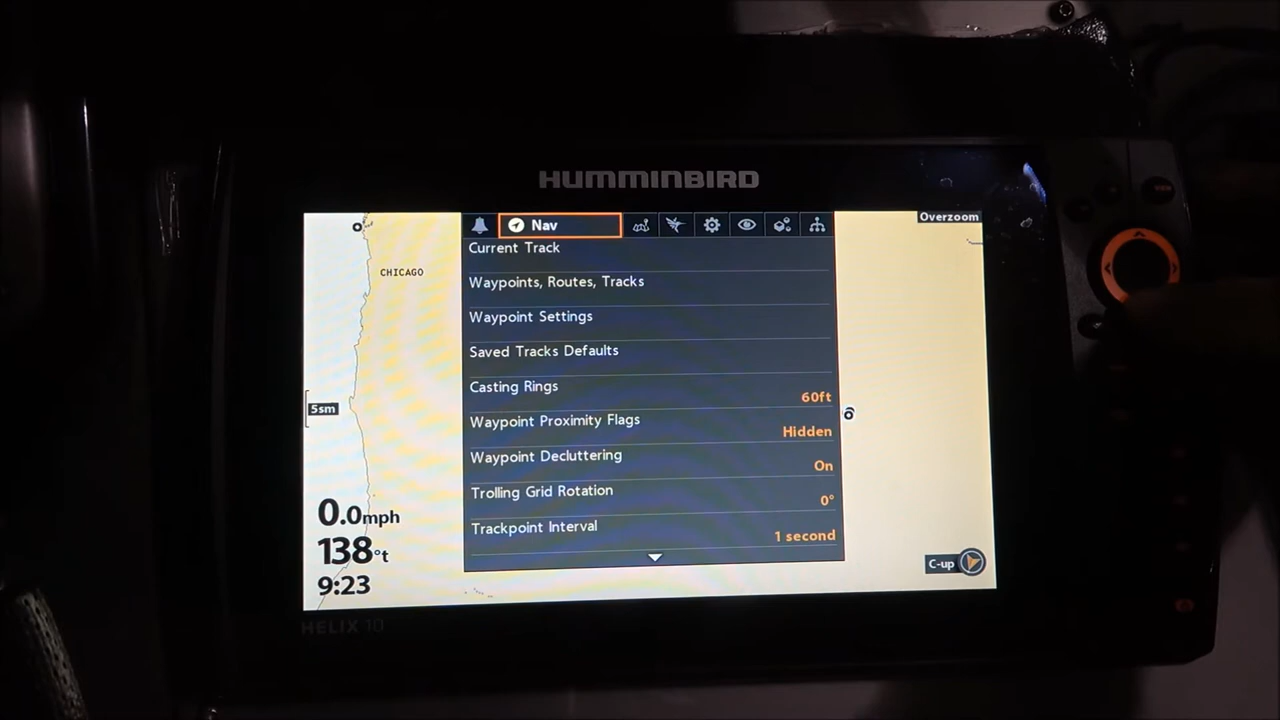 HUMMINBIRD
Nav
Overzoom
Current Track
CHICAGO
Waypoints, Routes, Tracks
Waypoint Settings
Saved Tracks Defaults
Casting Rings
60ft
5sm
Waypoint Proximity Flags
Hidden
Waypoint Decluttering
On
Trolling Grid Rotation
0°
Trackpoint Interval
1 second
0.0mph
138°t
9:23
C-up
HELIX 10